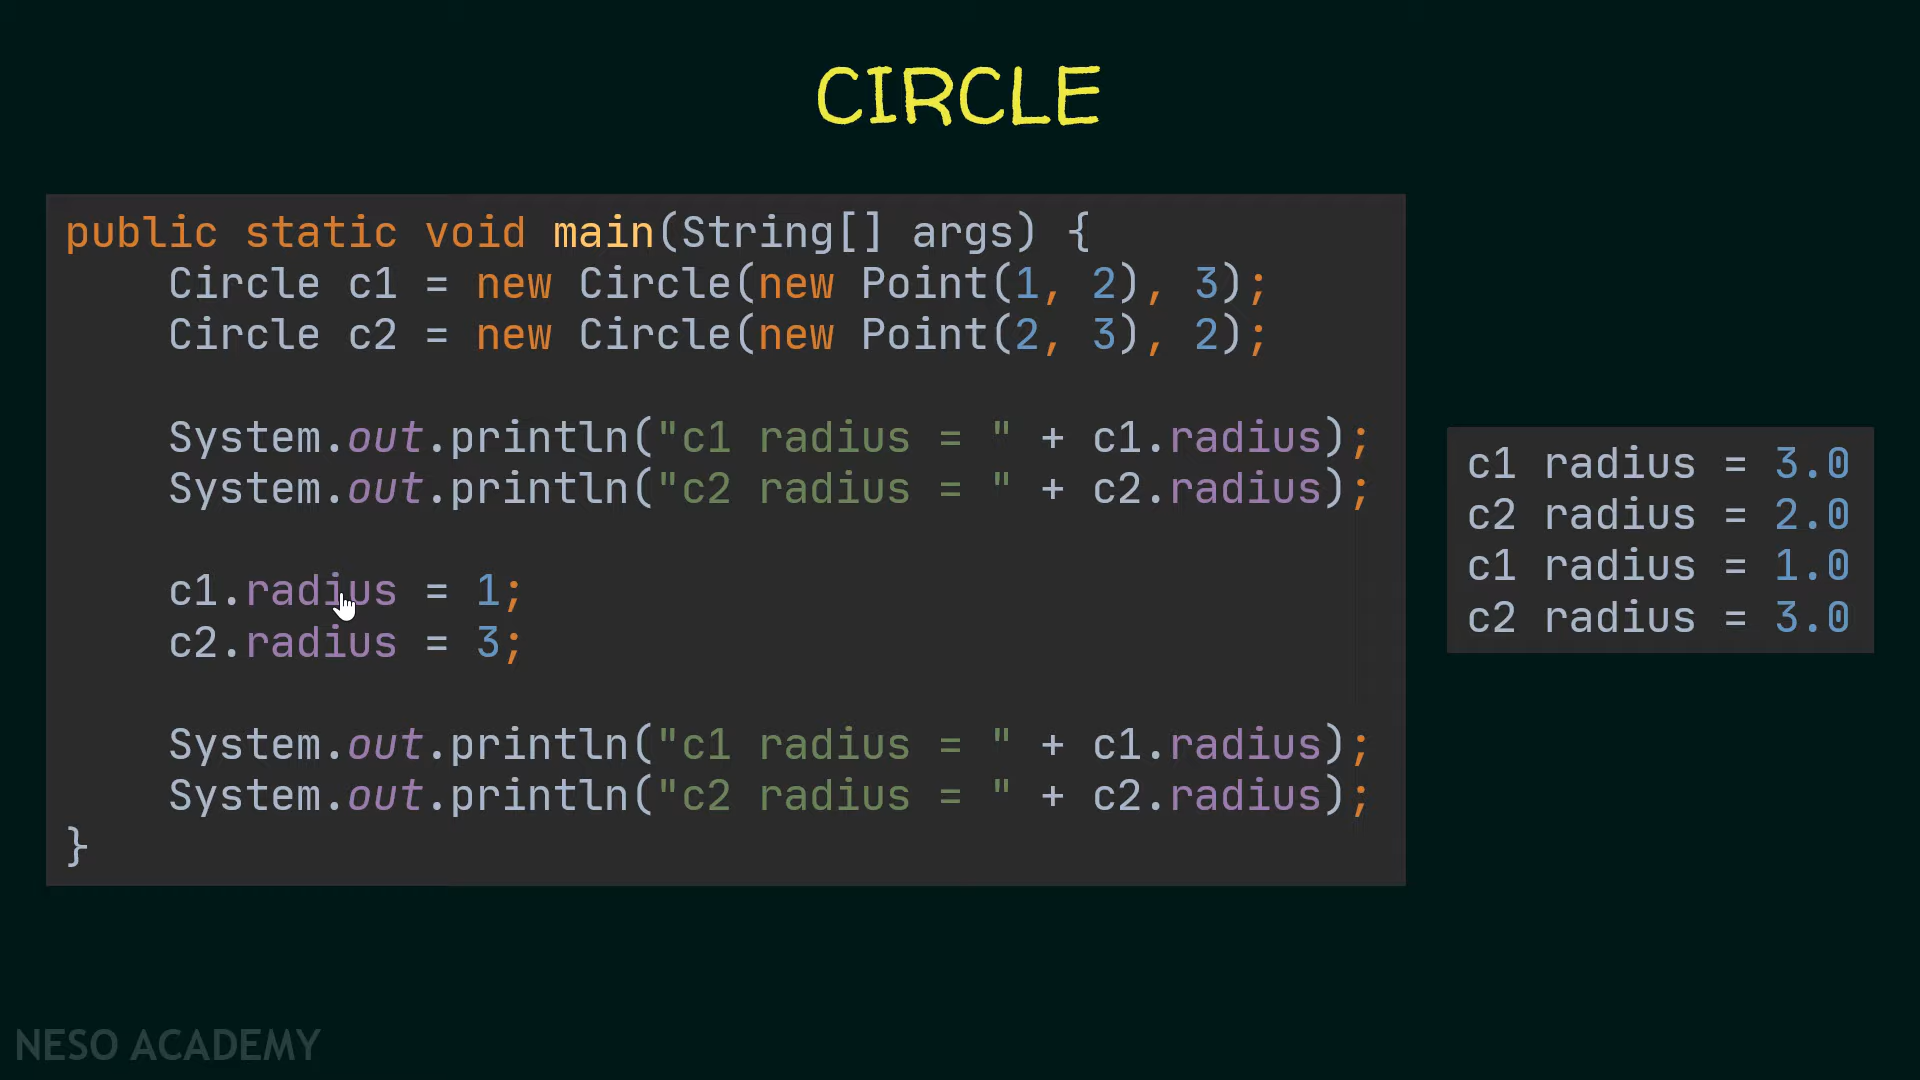 CIRCLE
public static void main(String[] args) {
Circle c1 = new Circle(new Point(1, 2), 3);
Circle c2 = new Circle(new Point(2, 3), 2);
System.out.println("c1 radius = " + c1.radius);
System.out.println("c2 radius = " + c2.radius);
c1.radius = 1;
c2.radius = 3;
System.out.println("c1 radius = " + c1.radius);
System.out.println("c2 radius = " + c2.radius);
}
c1 radius = 3.0
c2 radius = 2.0
c1 radius = 1.0
c2 radius = 3.0
NESO ACADEMY